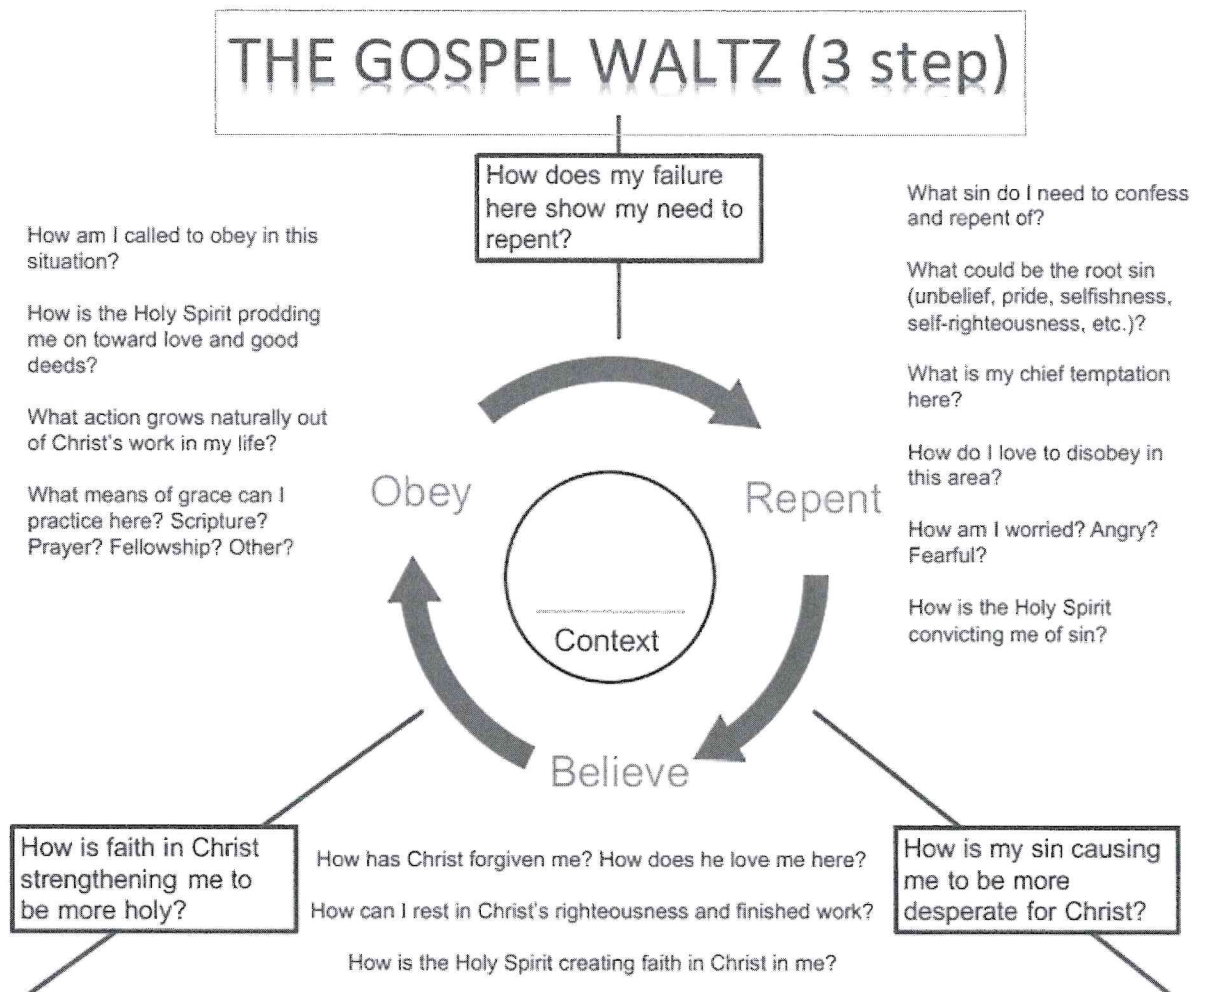 THE GOSPEL WALTZ (3 step)
How does my failure
here show my need to
repent?
How am I called to obey in this
situation?
How is the Holy Spirit prodding
me on toward love and good
deeds?
What action grows naturally out
of Christ's work in my life?
What means of grace can I
practice here? Scripture?
Prayer? Fellowship? Other?
What sin do I need to confess
and repent of?
What could be the root sin
(unbelief, pride, selfishness,
self-righteousness, etc.)?
What is my chief temptation
here?
How do I love to disobey in
this area?
How am I worried? Angry?
Fearful?
How is the Holy Spirit
convicting me of sin?
Obey
Repent
Context
Believe
How is faith in Christ
strengthening me to
be more holy?
How has Christ forgiven me? How does he love me here?
How can I rest in Christ's righteousness and finished work?
How is the Holy Spirit creating faith in Christ in me?
How is my sin causing
me to be more
desperate for Christ?